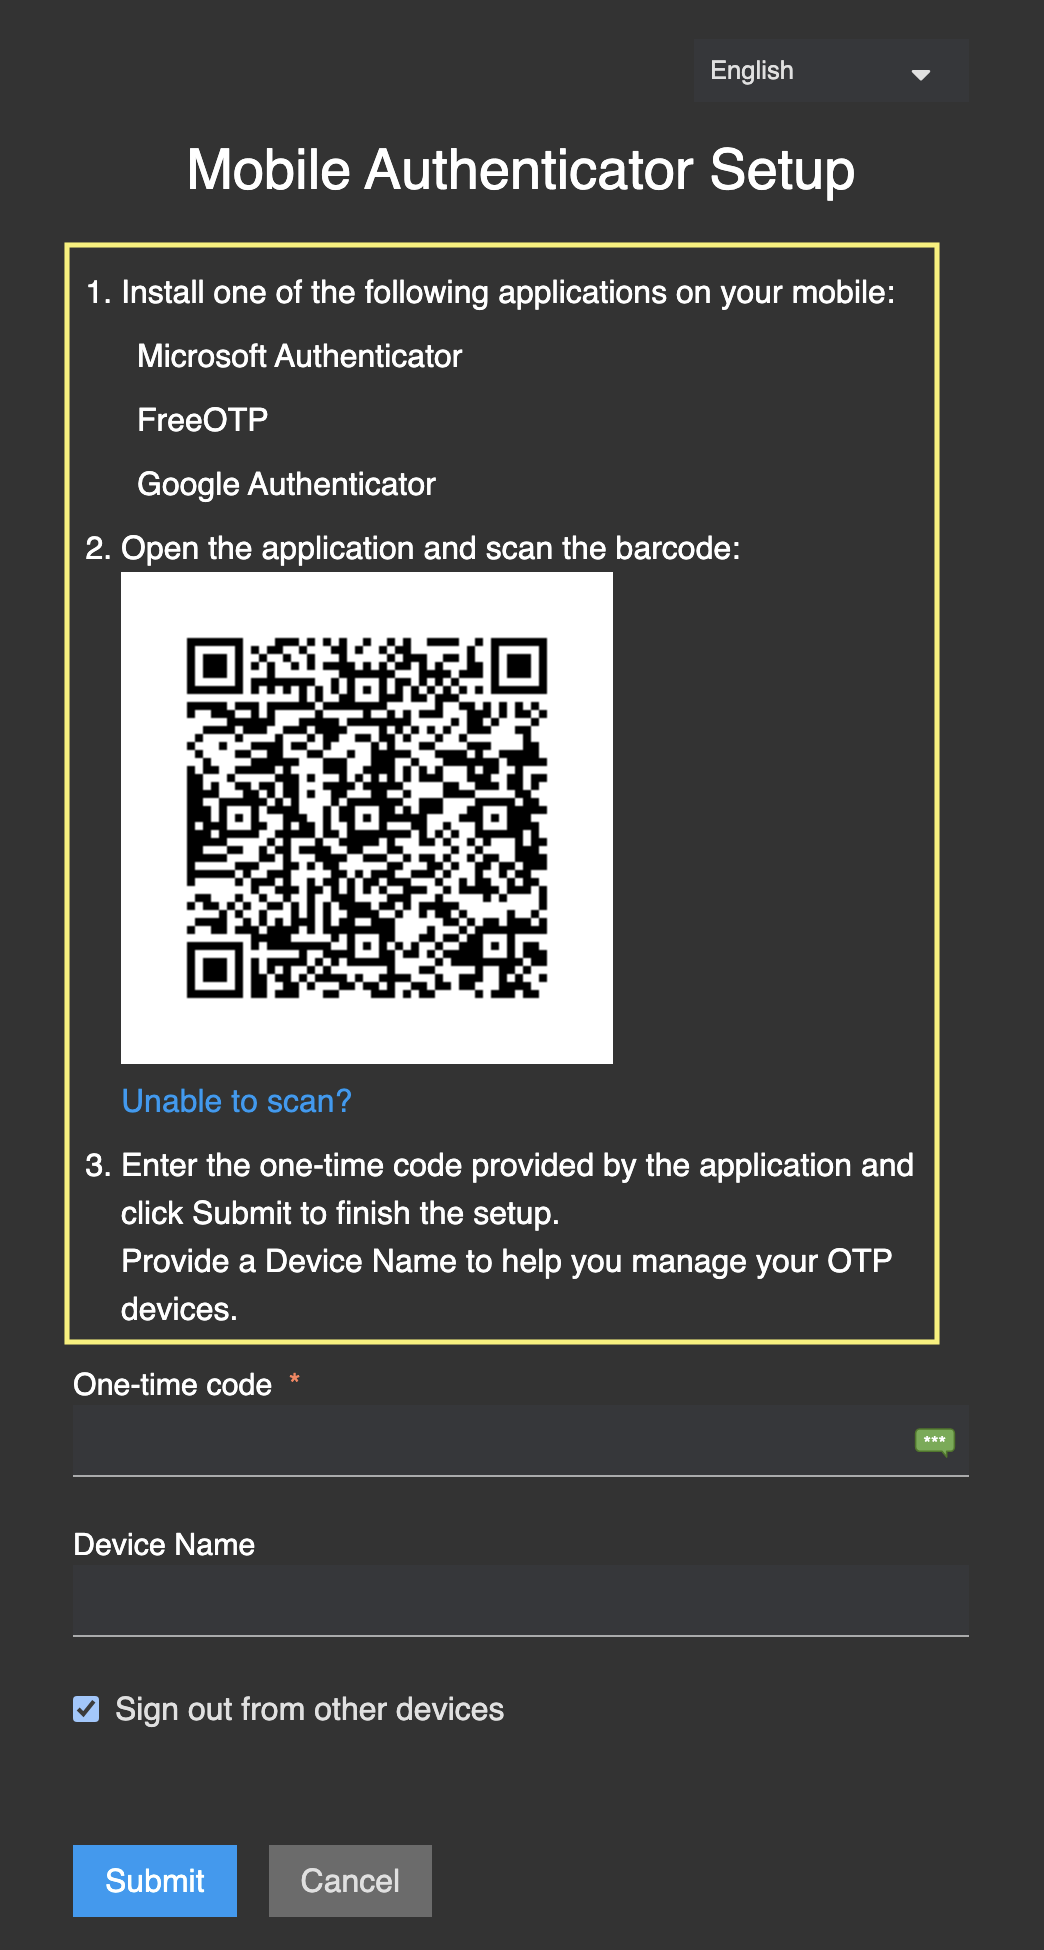 English
Mobile Authenticator Setup
1. Install one of the following applications on your mobile:
Microsoft Authenticator
FreeOTP
Google Authenticator
2. Open the application and scan the barcode:
Unable to scan?
3. Enter the one-time code provided by the application and
click Submit to finish the setup.
Provide a Device Name to help you manage your OTP
devices.
One-time code *
***
Device Name
Sign out from other devices
Submit Cancel